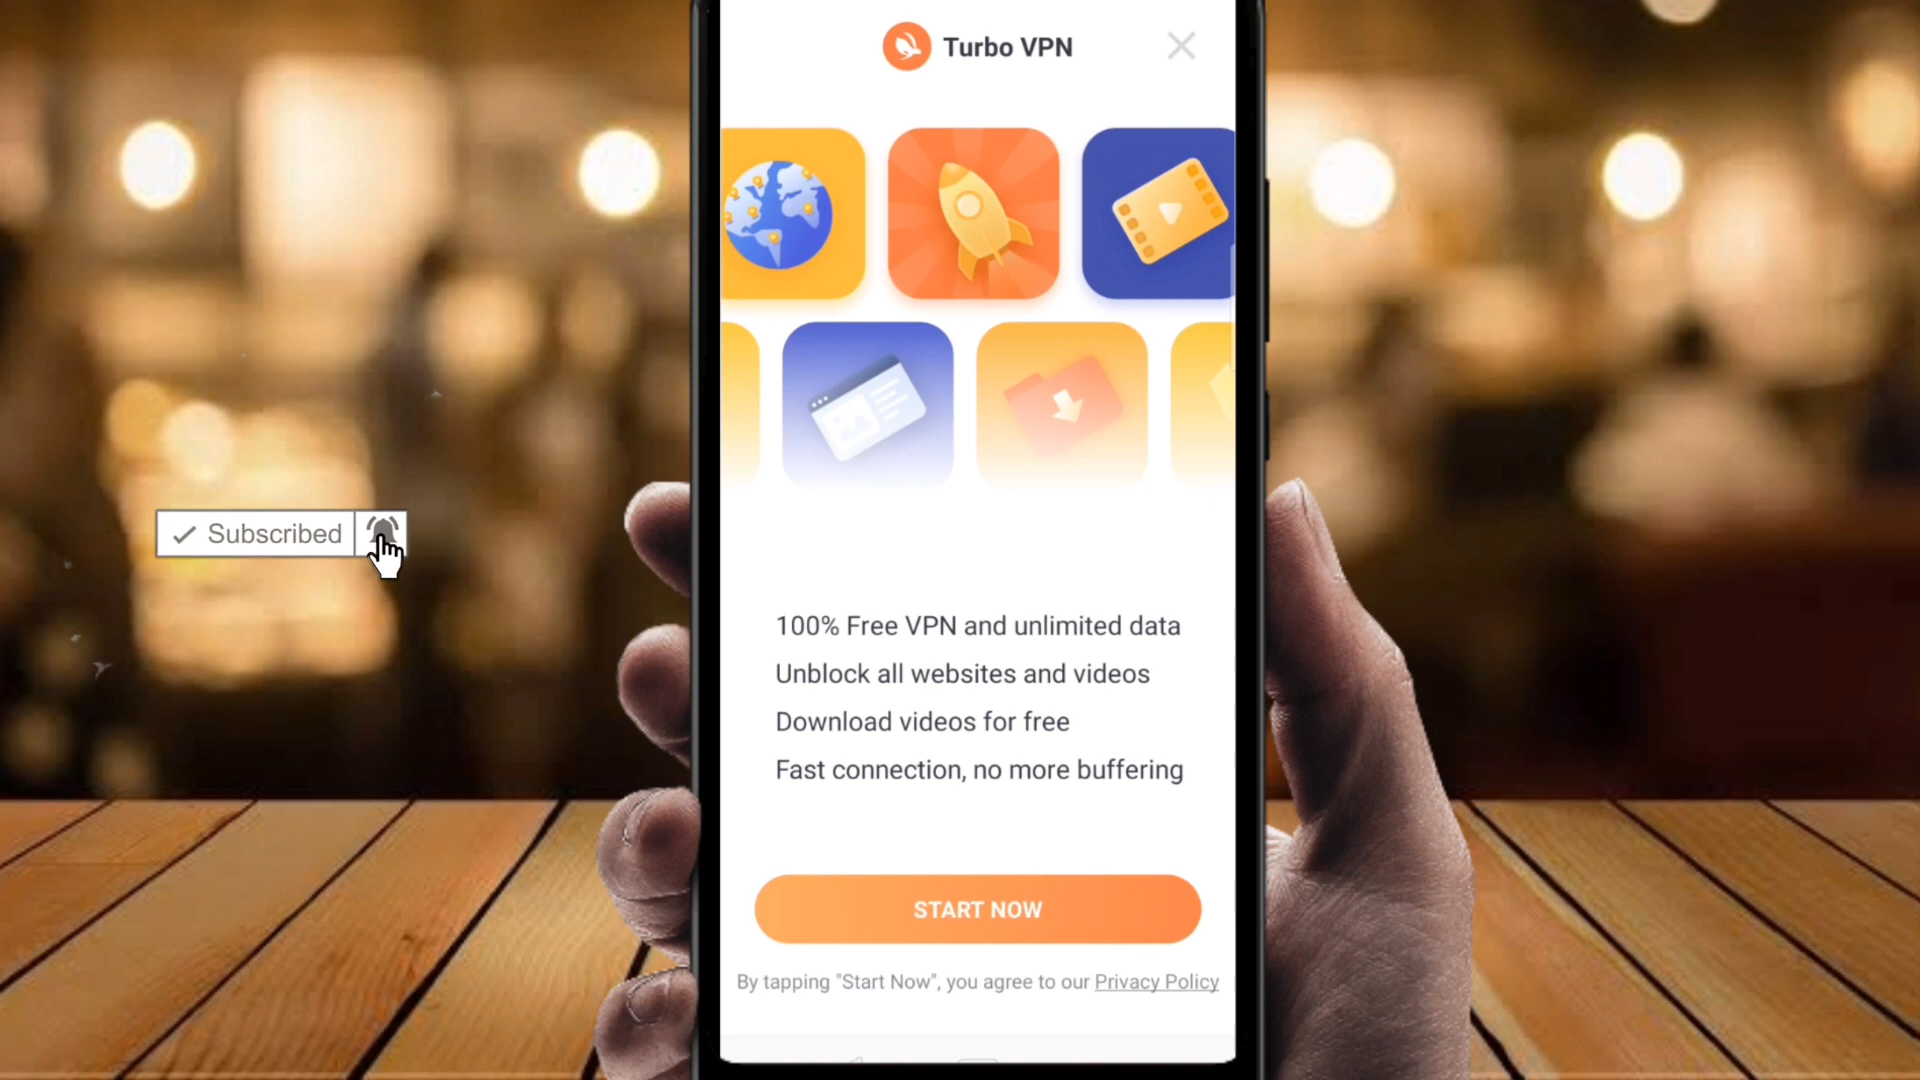 Turbo VPN
Subscribed
100% Free VPN and unlimited data
Unblock all websites and videos
Download videos for free
Fast connection, no more buffering
START NOW
By tapping "Start Now", you agree to our Privacy Policy